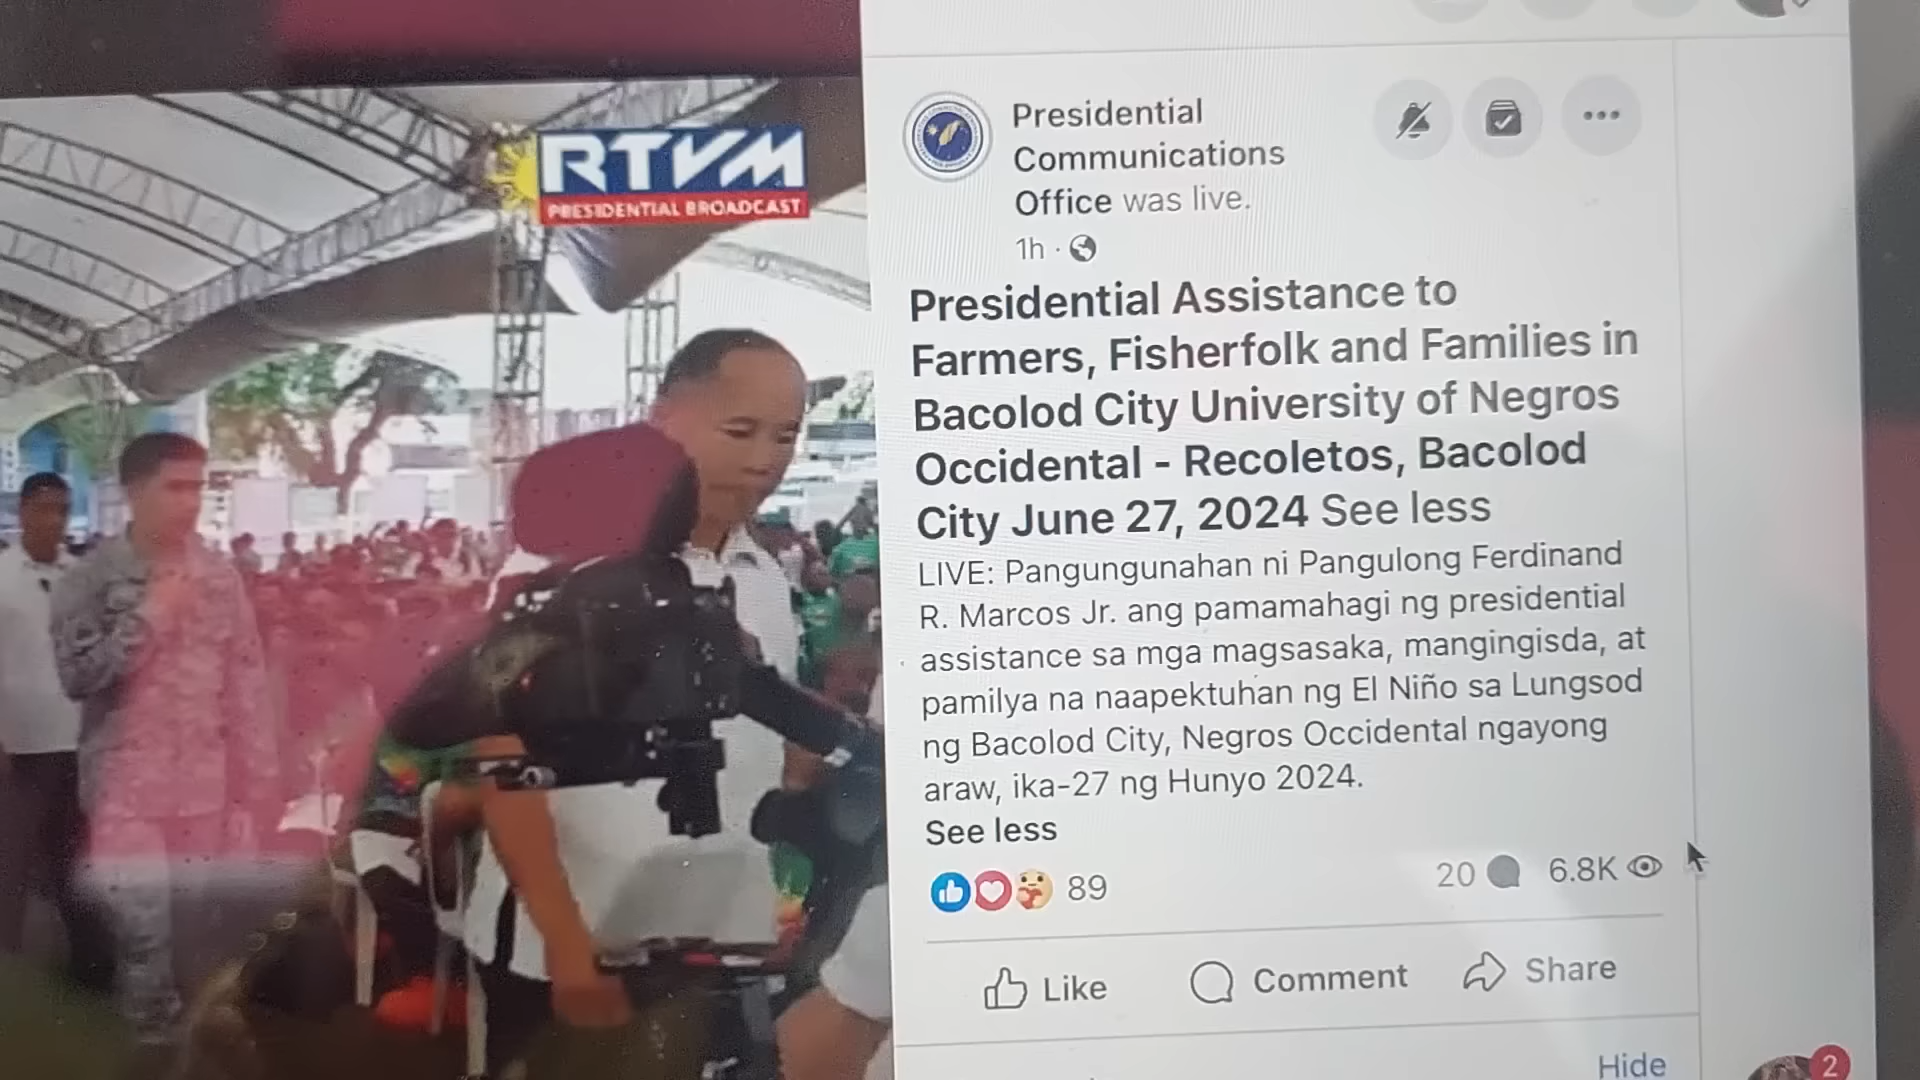 RTVM
PRESIDENTIAL BROADCAST
Presidential
Communications
Office was live.
1h ·
Presidential Assistance to
Farmers, Fisherfolk and Families in
Bacolod City University of Negros
Occidental - Recoletos, Bacolod
City June 27, 2024 See less
LIVE: Pangungunahan ni Pangulong Ferdinand
R. Marcos Jr. ang pamamahagi ng presidential
assistance sa mga magsasaka, mangingisda, at
pamilya na naapektuhan ng El Niño sa Lungsod
ng Bacolod City, Negros Occidental ngayong
araw, ika-27 ng Hunyo 2024.
See less
89
20 6.8K
Like Comment Share
Hide
2